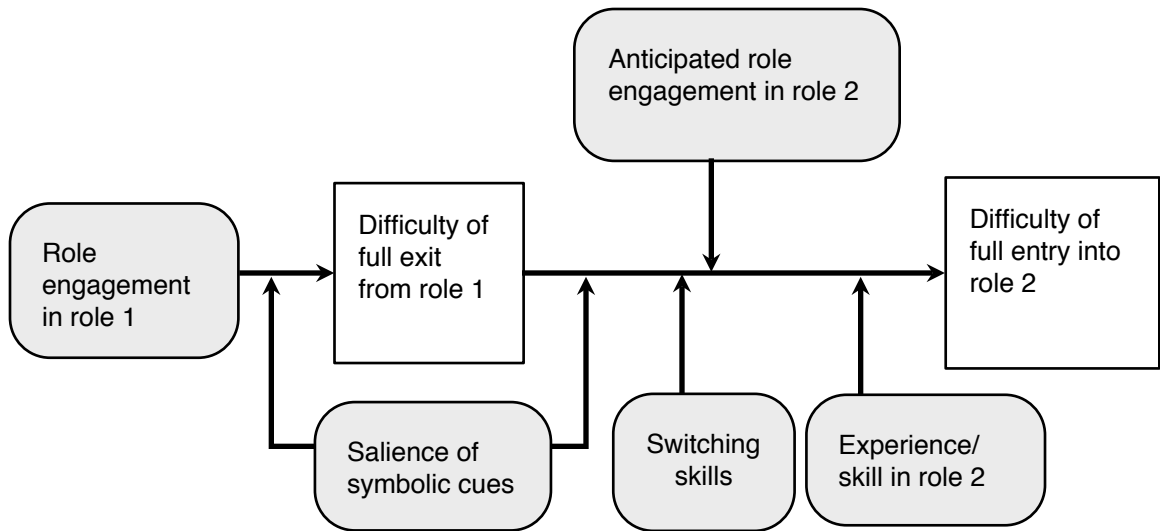 Anticipated role
engagement in role 2
Role
engagement
in role 1
Difficulty of
full exit
from role 1
Difficulty of
full entry into
role 2
Salience of
symbolic cues
Switching
skills
Experience/
skill in role 2